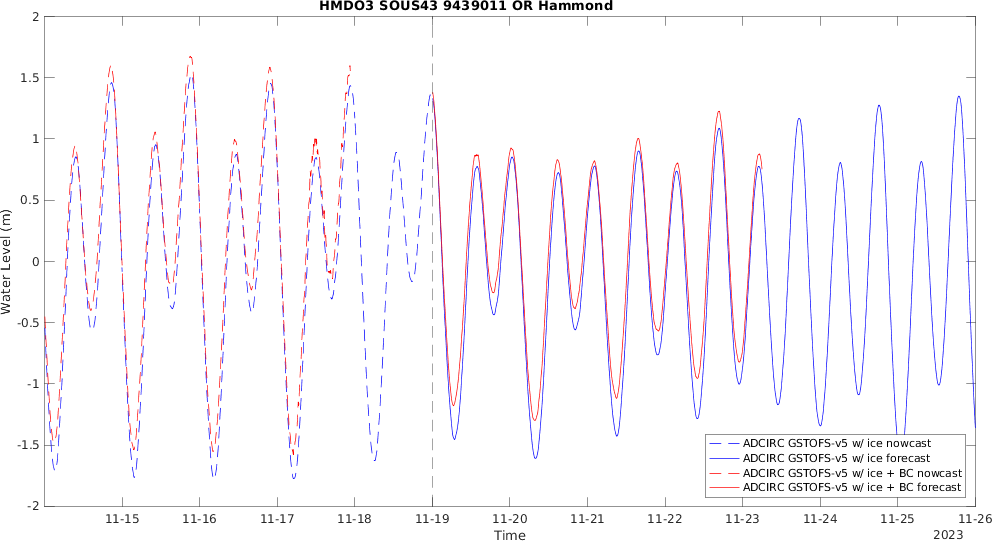 HMDO3 SOUS43 9439011 OR Hammond
2
1.5
1
0.5
0
-0.5
-1
-1.5
-2
Water Level (m)
ADCIRC GSTOFS-v5 w/ ice nowcast
ADCIRC GSTOFS-v5 w/ ice forecast
ADCIRC GSTOFS-v5 w/ ice + BC nowcast
ADCIRC GSTOFS-v5 w/ ice + BC forecast
11-15 11-16 11-17 11-18 11-19 11-20 11-21 11-22 11-23 11-24 11-25 11-26
Time
2023